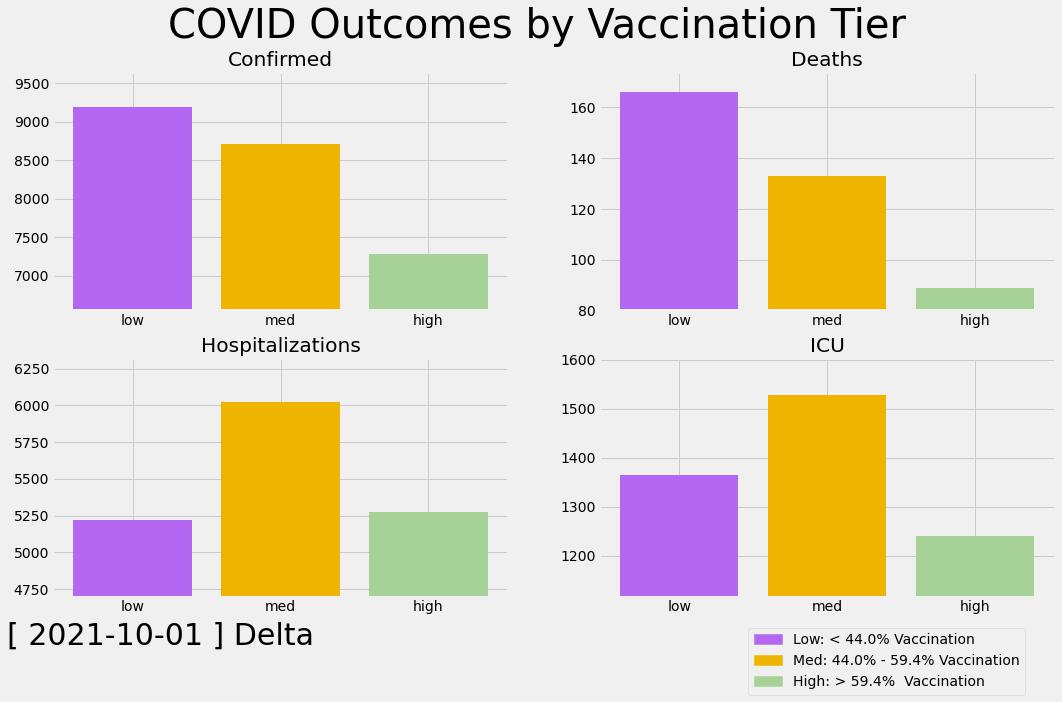 COVID Outcomes by Vaccination Tier
Confirmed
9500
9000
8500
8000
7500
7000
low med high
Deaths
160
140
120
100
80
low med high
Hospitalizations
6250
6000
5750
5500
5250
5000
4750
low med high
ICU
1600
1500
1400
1300
1200
low med high
[ 2021-10-01 ] Delta
Low: < 44.0% Vaccination
Med: 44.0% - 59.4% Vaccination
High: > 59.4%  Vaccination